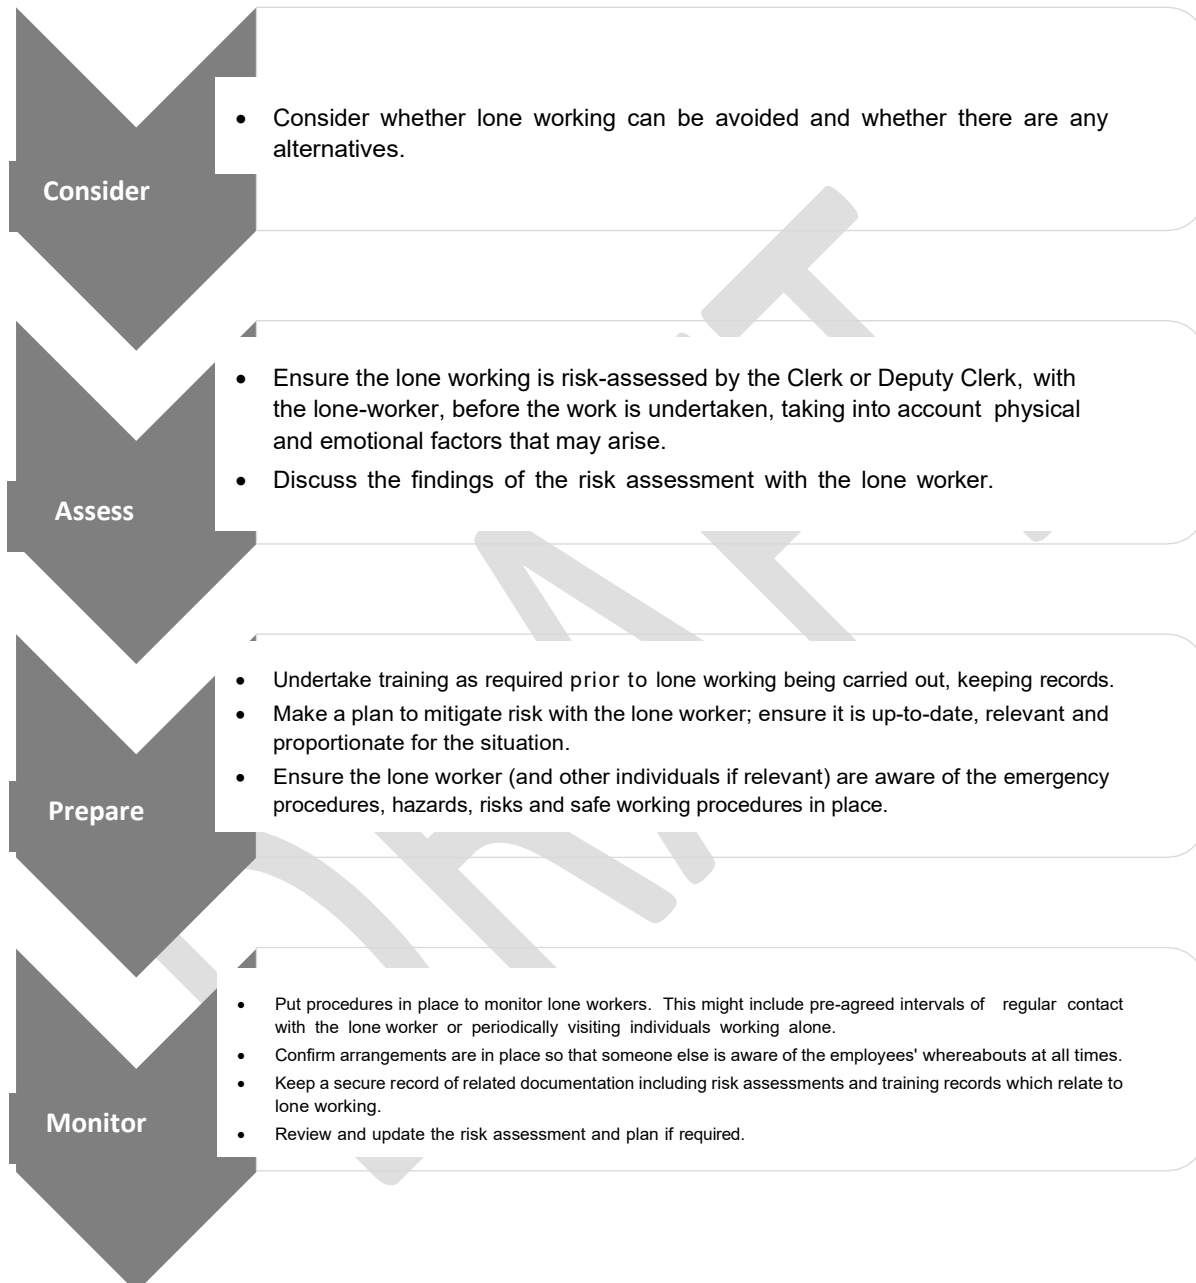 • Consider whether lone working can be avoided and whether there are any
alternatives.
Consider
• Ensure the lone working is risk-assessed by the Clerk or Deputy Clerk, with
the lone-worker, before the work is undertaken, taking into account physical
and emotional factors that may arise.
• Discuss the findings of the risk assessment with the lone worker.
Assess
• Undertake training as required prior to lone working being carried out, keeping records.
• Make a plan to mitigate risk with the lone worker; ensure it is up-to-date, relevant and
proportionate for the situation.
• Ensure the lone worker (and other individuals if relevant) are aware of the emergency
procedures, hazards, risks and safe working procedures in place.
Prepare
• Put procedures in place to monitor lone workers. This might include pre-agreed intervals of regular contact
with the lone worker or periodically visiting individuals working alone.
• Confirm arrangements are in place so that someone else is aware of the employees' whereabouts at all times.
• Keep a secure record of related documentation including risk assessments and training records which relate to
lone working.
• Review and update the risk assessment and plan if required.
Monitor
DRAFT